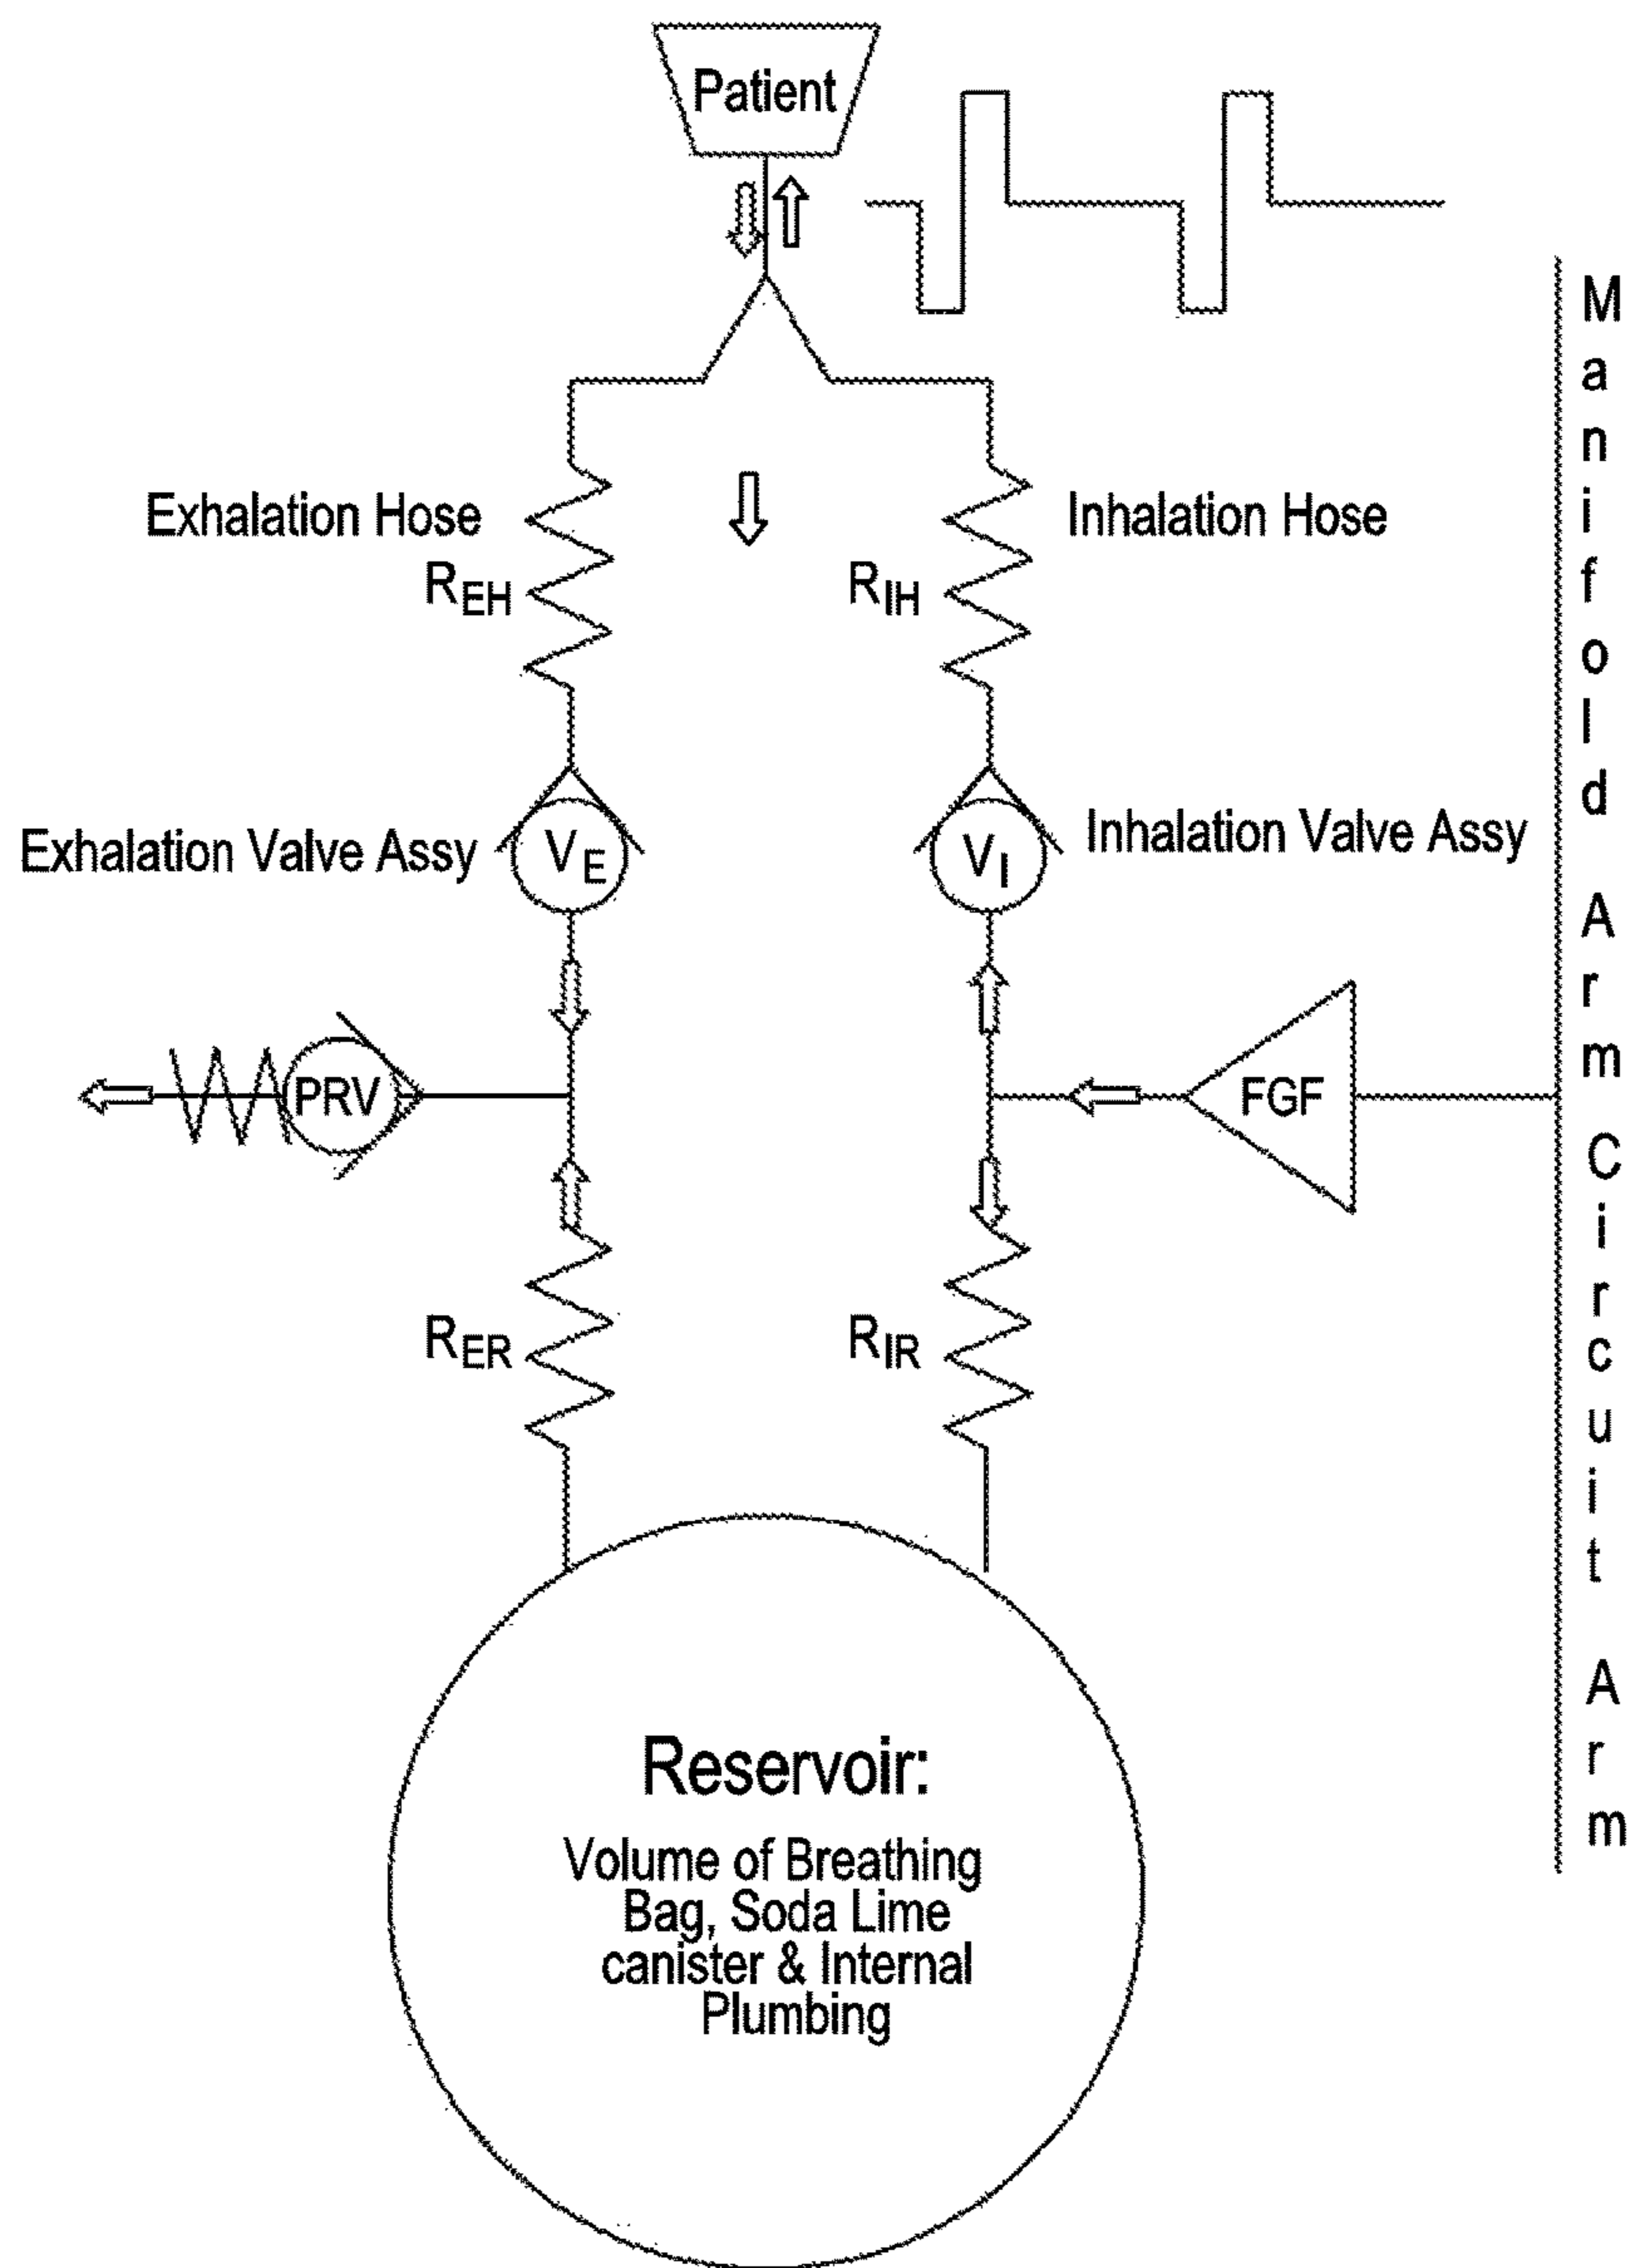 Patient
Exhalation Hose
R_EH
Inhalation Hose
R_IH
Exhalation Valve Assy
V_E
Inhalation Valve Assy
V_I
PRV
FGF
R_ER
R_IR
Reservoir:
Volume of Breathing
Bag, Soda Lime
canister & Internal
Plumbing
Manifold Arm Circuit Arm